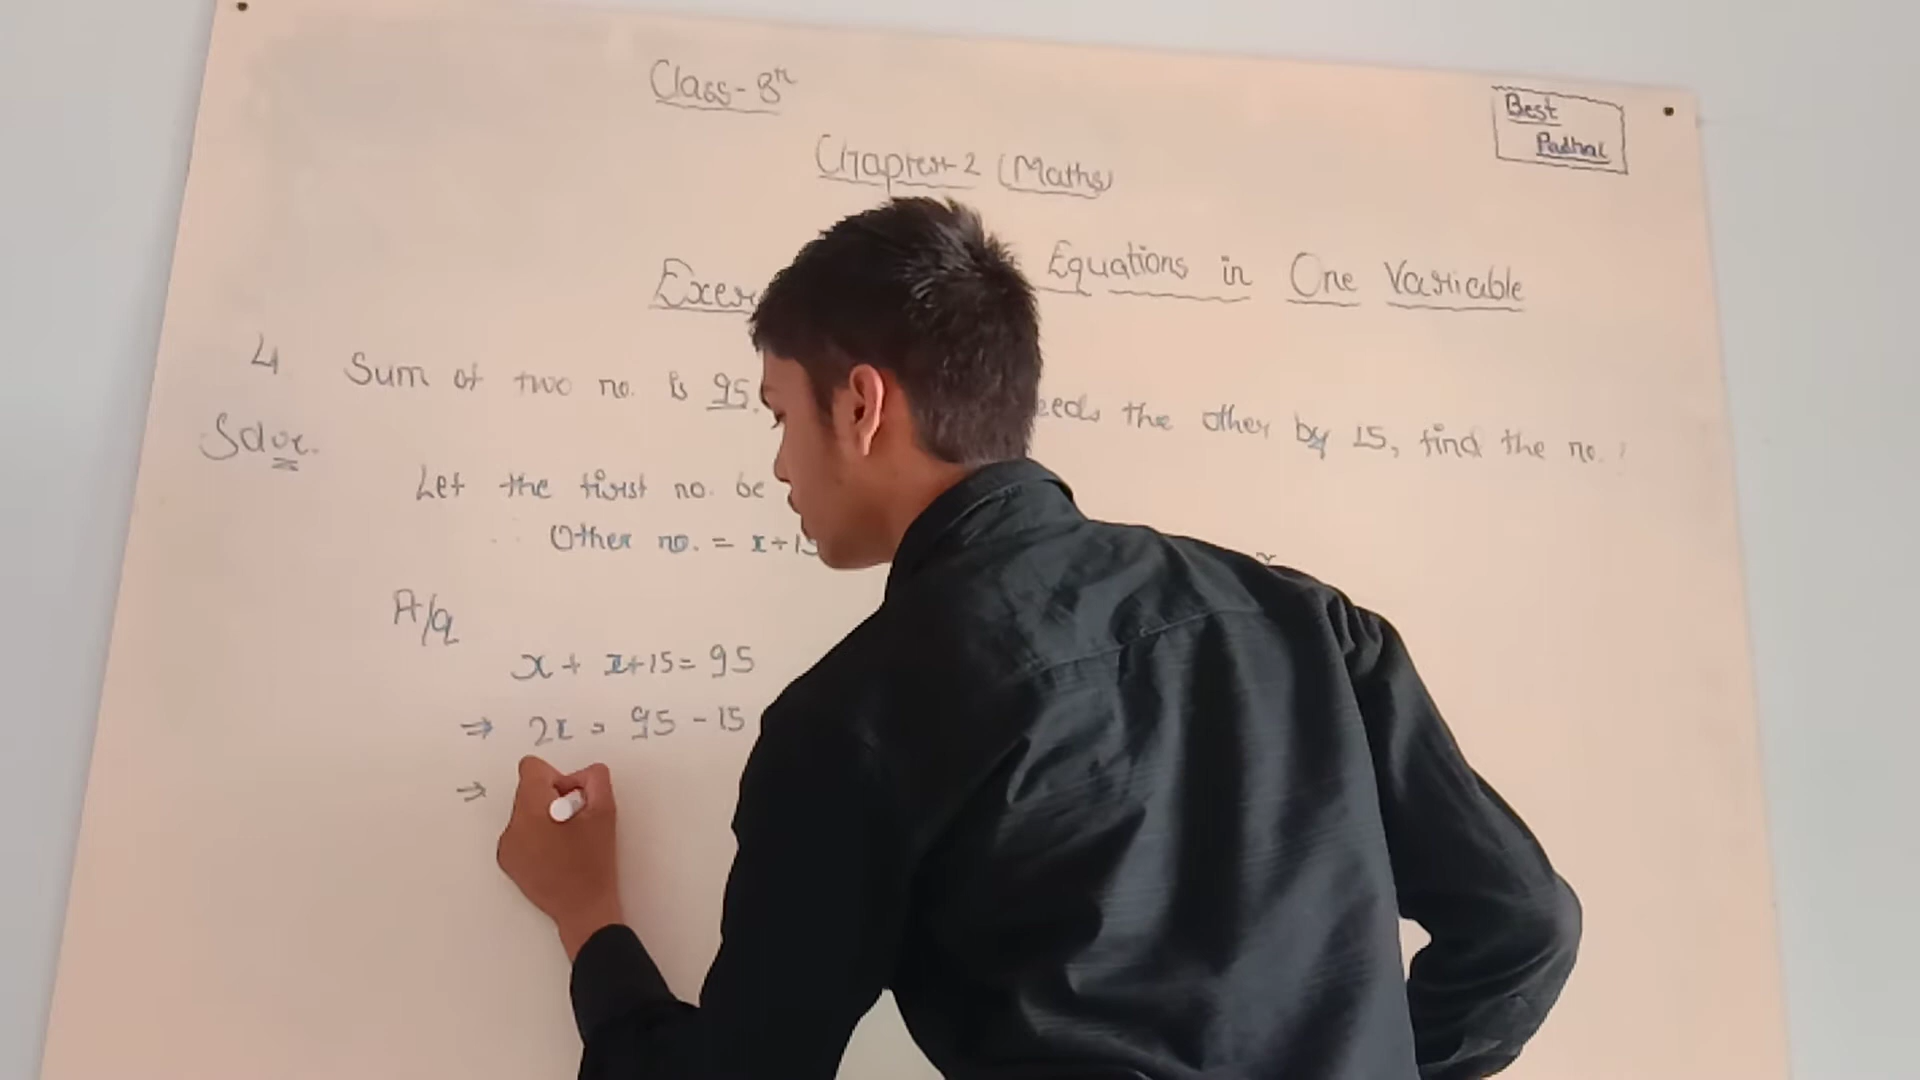 Class-8th
Best
Padhai
Chapter-2 (Maths)
Equations in One Variable
4 Sum of two no. is 95. the other by 15, find the no.
Soln.
Let the first no. be
Other no. = x+15
A/q
x + x+15 = 95
⇒ 2x = 95 - 15
⇒